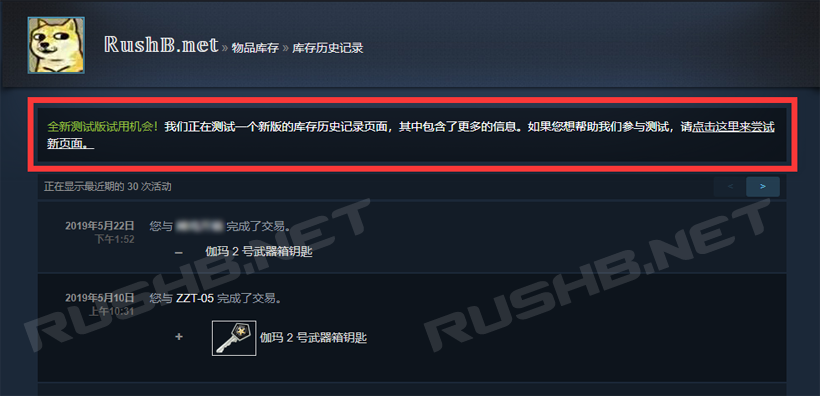 RushB.net » 物品库存 » 库存历史记录
全新测试版试用机会！我们正在测试一个新版的库存历史记录页面，其中包含了更多的信息。如果您想帮助我们参与测试，请点击这里来尝试
新页面。
正在显示最近期的 30 次活动
< >
2019年5月22日 您与 完成了交易。
下午1:52
– 伽玛 2 号武器箱钥匙
2019年5月10日 您与 ZZT-05 完成了交易。
上午10:31
+ 伽玛 2 号武器箱钥匙
RUSHB.NET
RUSHB.NET